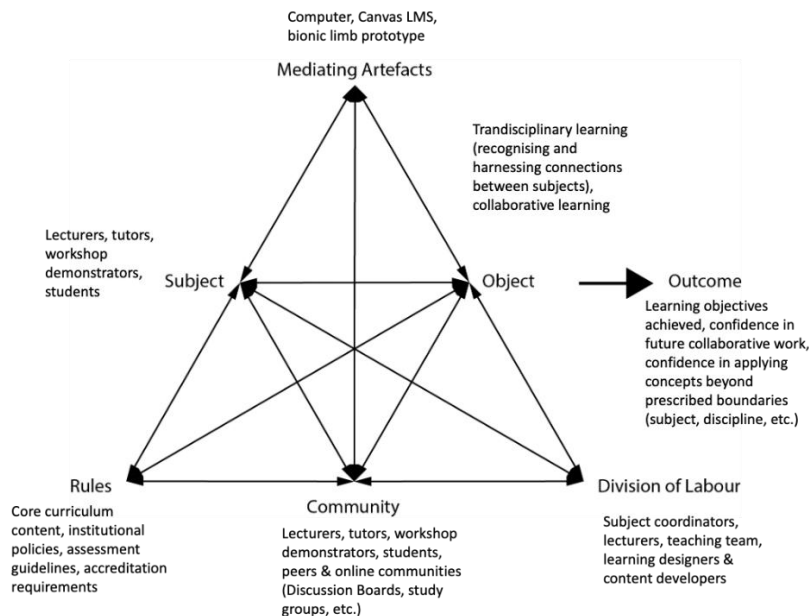 Computer, Canvas LMS,
bionic limb prototype
Mediating Artefacts
Trandisciplinary learning
(recognising and
harnessing connections
between subjects),
collaborative learning
Lecturers, tutors,
workshop
demonstrators,
students
Subject
Object
Outcome
Learning objectives
achieved, confidence in
future collaborative work,
confidence in applying
concepts beyond
prescribed boundaries
(subject, discipline, etc.)
Rules
Core curriculum
content, institutional
policies, assessment
guidelines, accreditation
requirements
Community
Lecturers, tutors, workshop
demonstrators, students,
peers & online communities
(Discussion Boards, study
groups, etc.)
Division of Labour
Subject coordinators,
lecturers, teaching team,
learning designers &
content developers